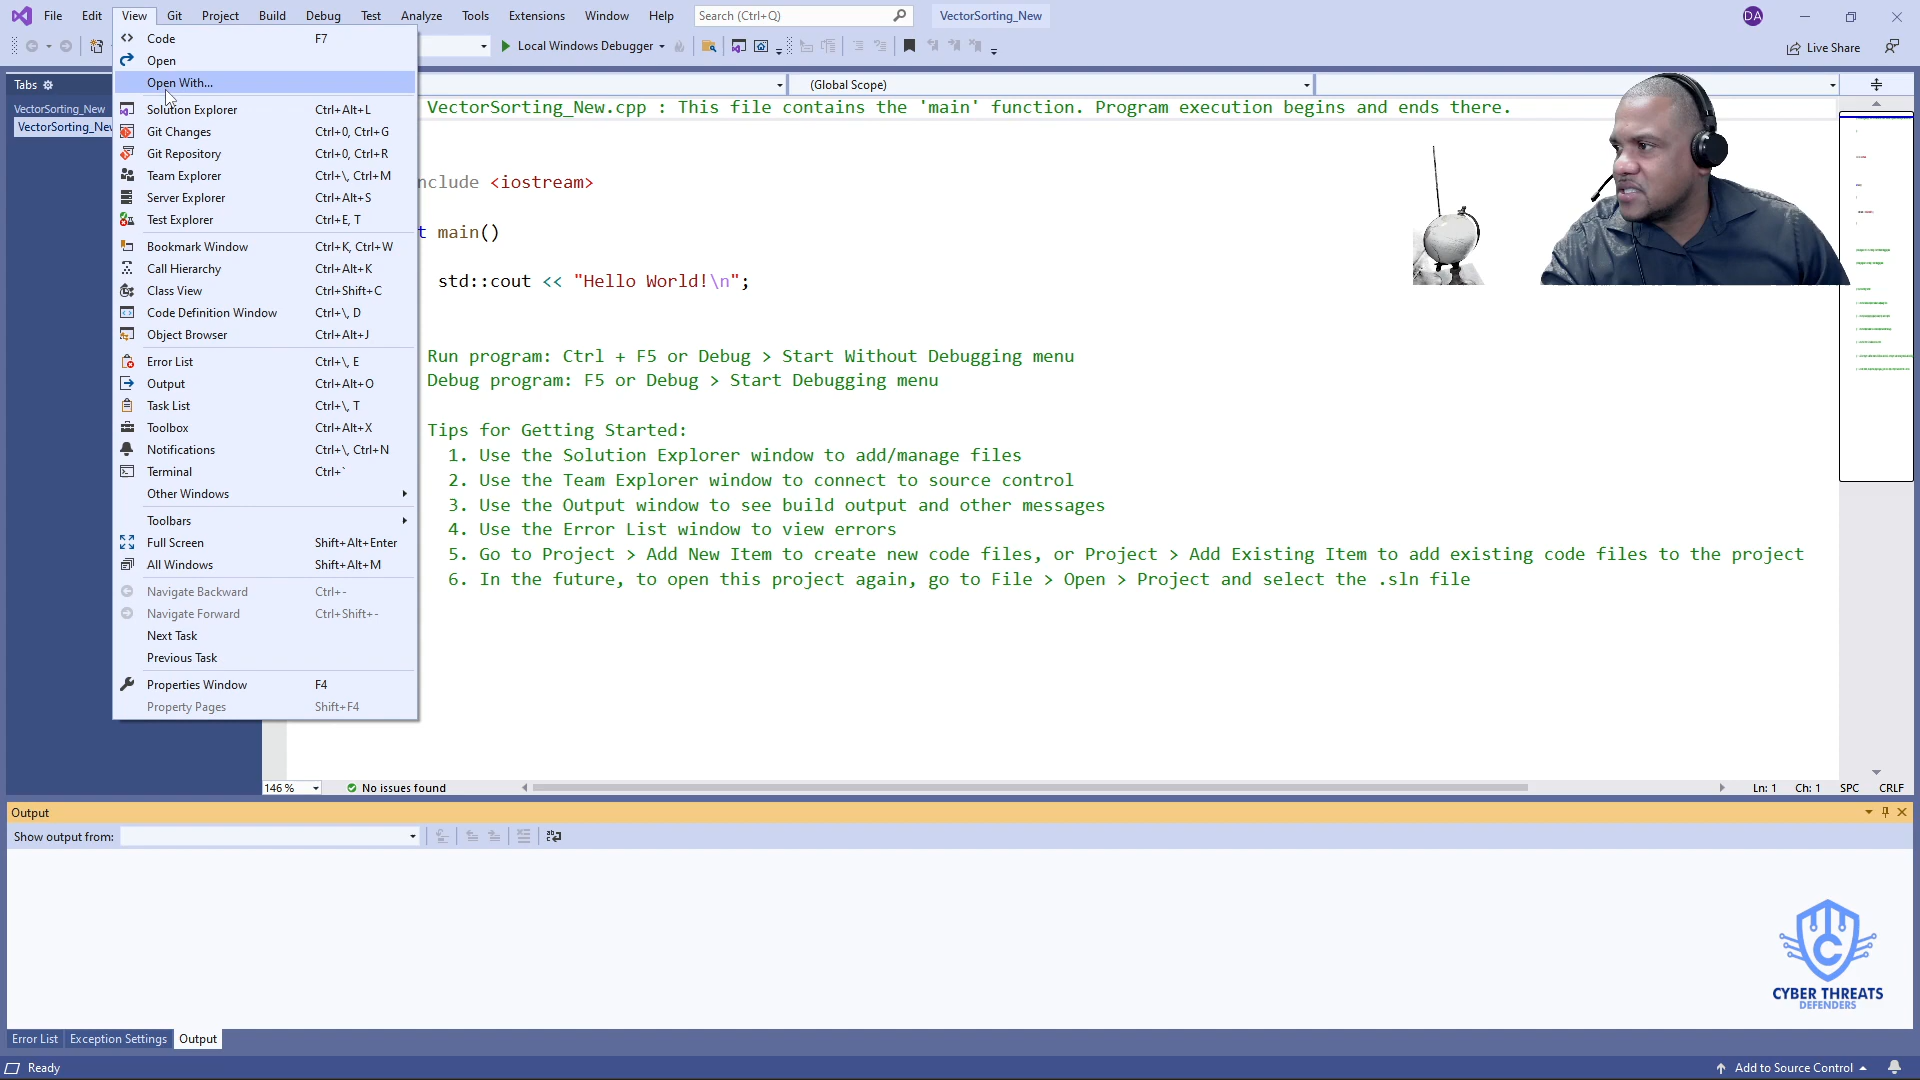 File Edit View Git Project Build Debug Test Analyze Tools Extensions Window Help Search (Ctrl+Q) VectorSorting_New DA
Local Windows Debugger Live Share
Code F7
Open
Open With...
Solution Explorer Ctrl+Alt+L
Git Changes Ctrl+0, Ctrl+G
Git Repository Ctrl+0, Ctrl+R
Team Explorer Ctrl+\, Ctrl+M
Server Explorer Ctrl+Alt+S
Test Explorer Ctrl+E, T
Bookmark Window Ctrl+K, Ctrl+W
Call Hierarchy Ctrl+Alt+K
Class View Ctrl+Shift+C
Code Definition Window Ctrl+\, D
Object Browser Ctrl+Alt+J
Error List Ctrl+\, E
Output Ctrl+Alt+O
Task List Ctrl+\, T
Toolbox Ctrl+Alt+X
Notifications Ctrl+\, Ctrl+N
Terminal Ctrl+`
Other Windows
Toolbars
Full Screen Shift+Alt+Enter
All Windows Shift+Alt+M
Navigate Backward Ctrl+-
Navigate Forward Ctrl+Shift+-
Next Task
Previous Task
Properties Window F4
Property Pages Shift+F4
Tabs
VectorSorting_New
VectorSorting_New
(Global Scope)
VectorSorting_New.cpp : This file contains the 'main' function. Program execution begins and ends there.
nclude <iostream>
t main()
std::cout << "Hello World!\n";
Run program: Ctrl + F5 or Debug > Start Without Debugging menu
Debug program: F5 or Debug > Start Debugging menu
Tips for Getting Started:
1. Use the Solution Explorer window to add/manage files
2. Use the Team Explorer window to connect to source control
3. Use the Output window to see build output and other messages
4. Use the Error List window to view errors
5. Go to Project > Add New Item to create new code files, or Project > Add Existing Item to add existing code files to the project
6. In the future, to open this project again, go to File > Open > Project and select the .sln file
146 % No issues found Ln: 1 Ch: 1 SPC CRLF
Output
Show output from:
CYBER THREATS
DEFENDERS
Error List Exception Settings Output
Ready Add to Source Control